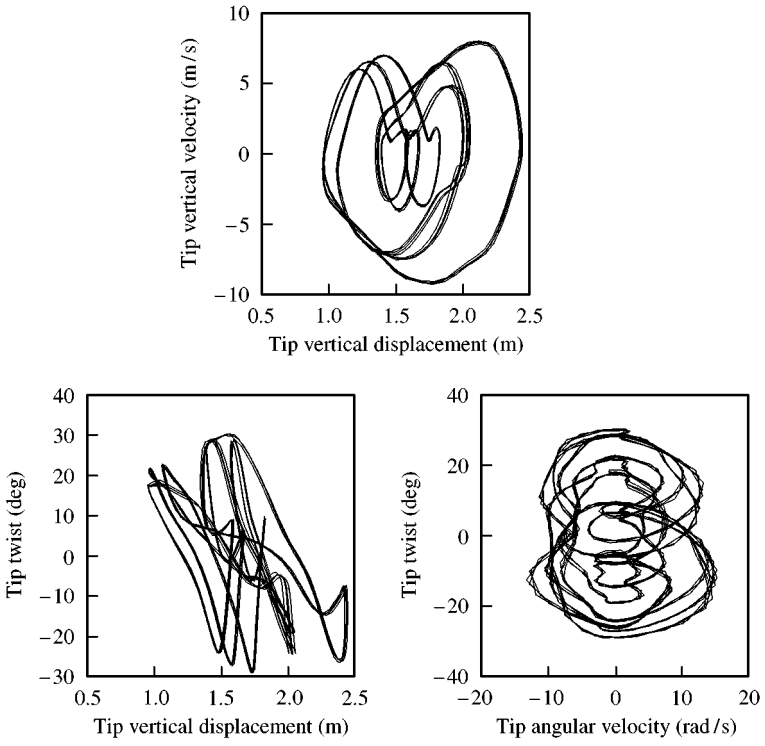 10
5
0
−5
−10
Tip vertical velocity (m/s)
0.5 1.0 1.5 2.0 2.5
Tip vertical displacement (m)
40
30
20
10
0
−10
−20
−30
Tip twist (deg)
0.5 1.0 1.5 2.0 2.5
Tip vertical displacement (m)
40
20
0
−20
−40
Tip twist (deg)
−20 −10 0 10 20
Tip angular velocity (rad/s)